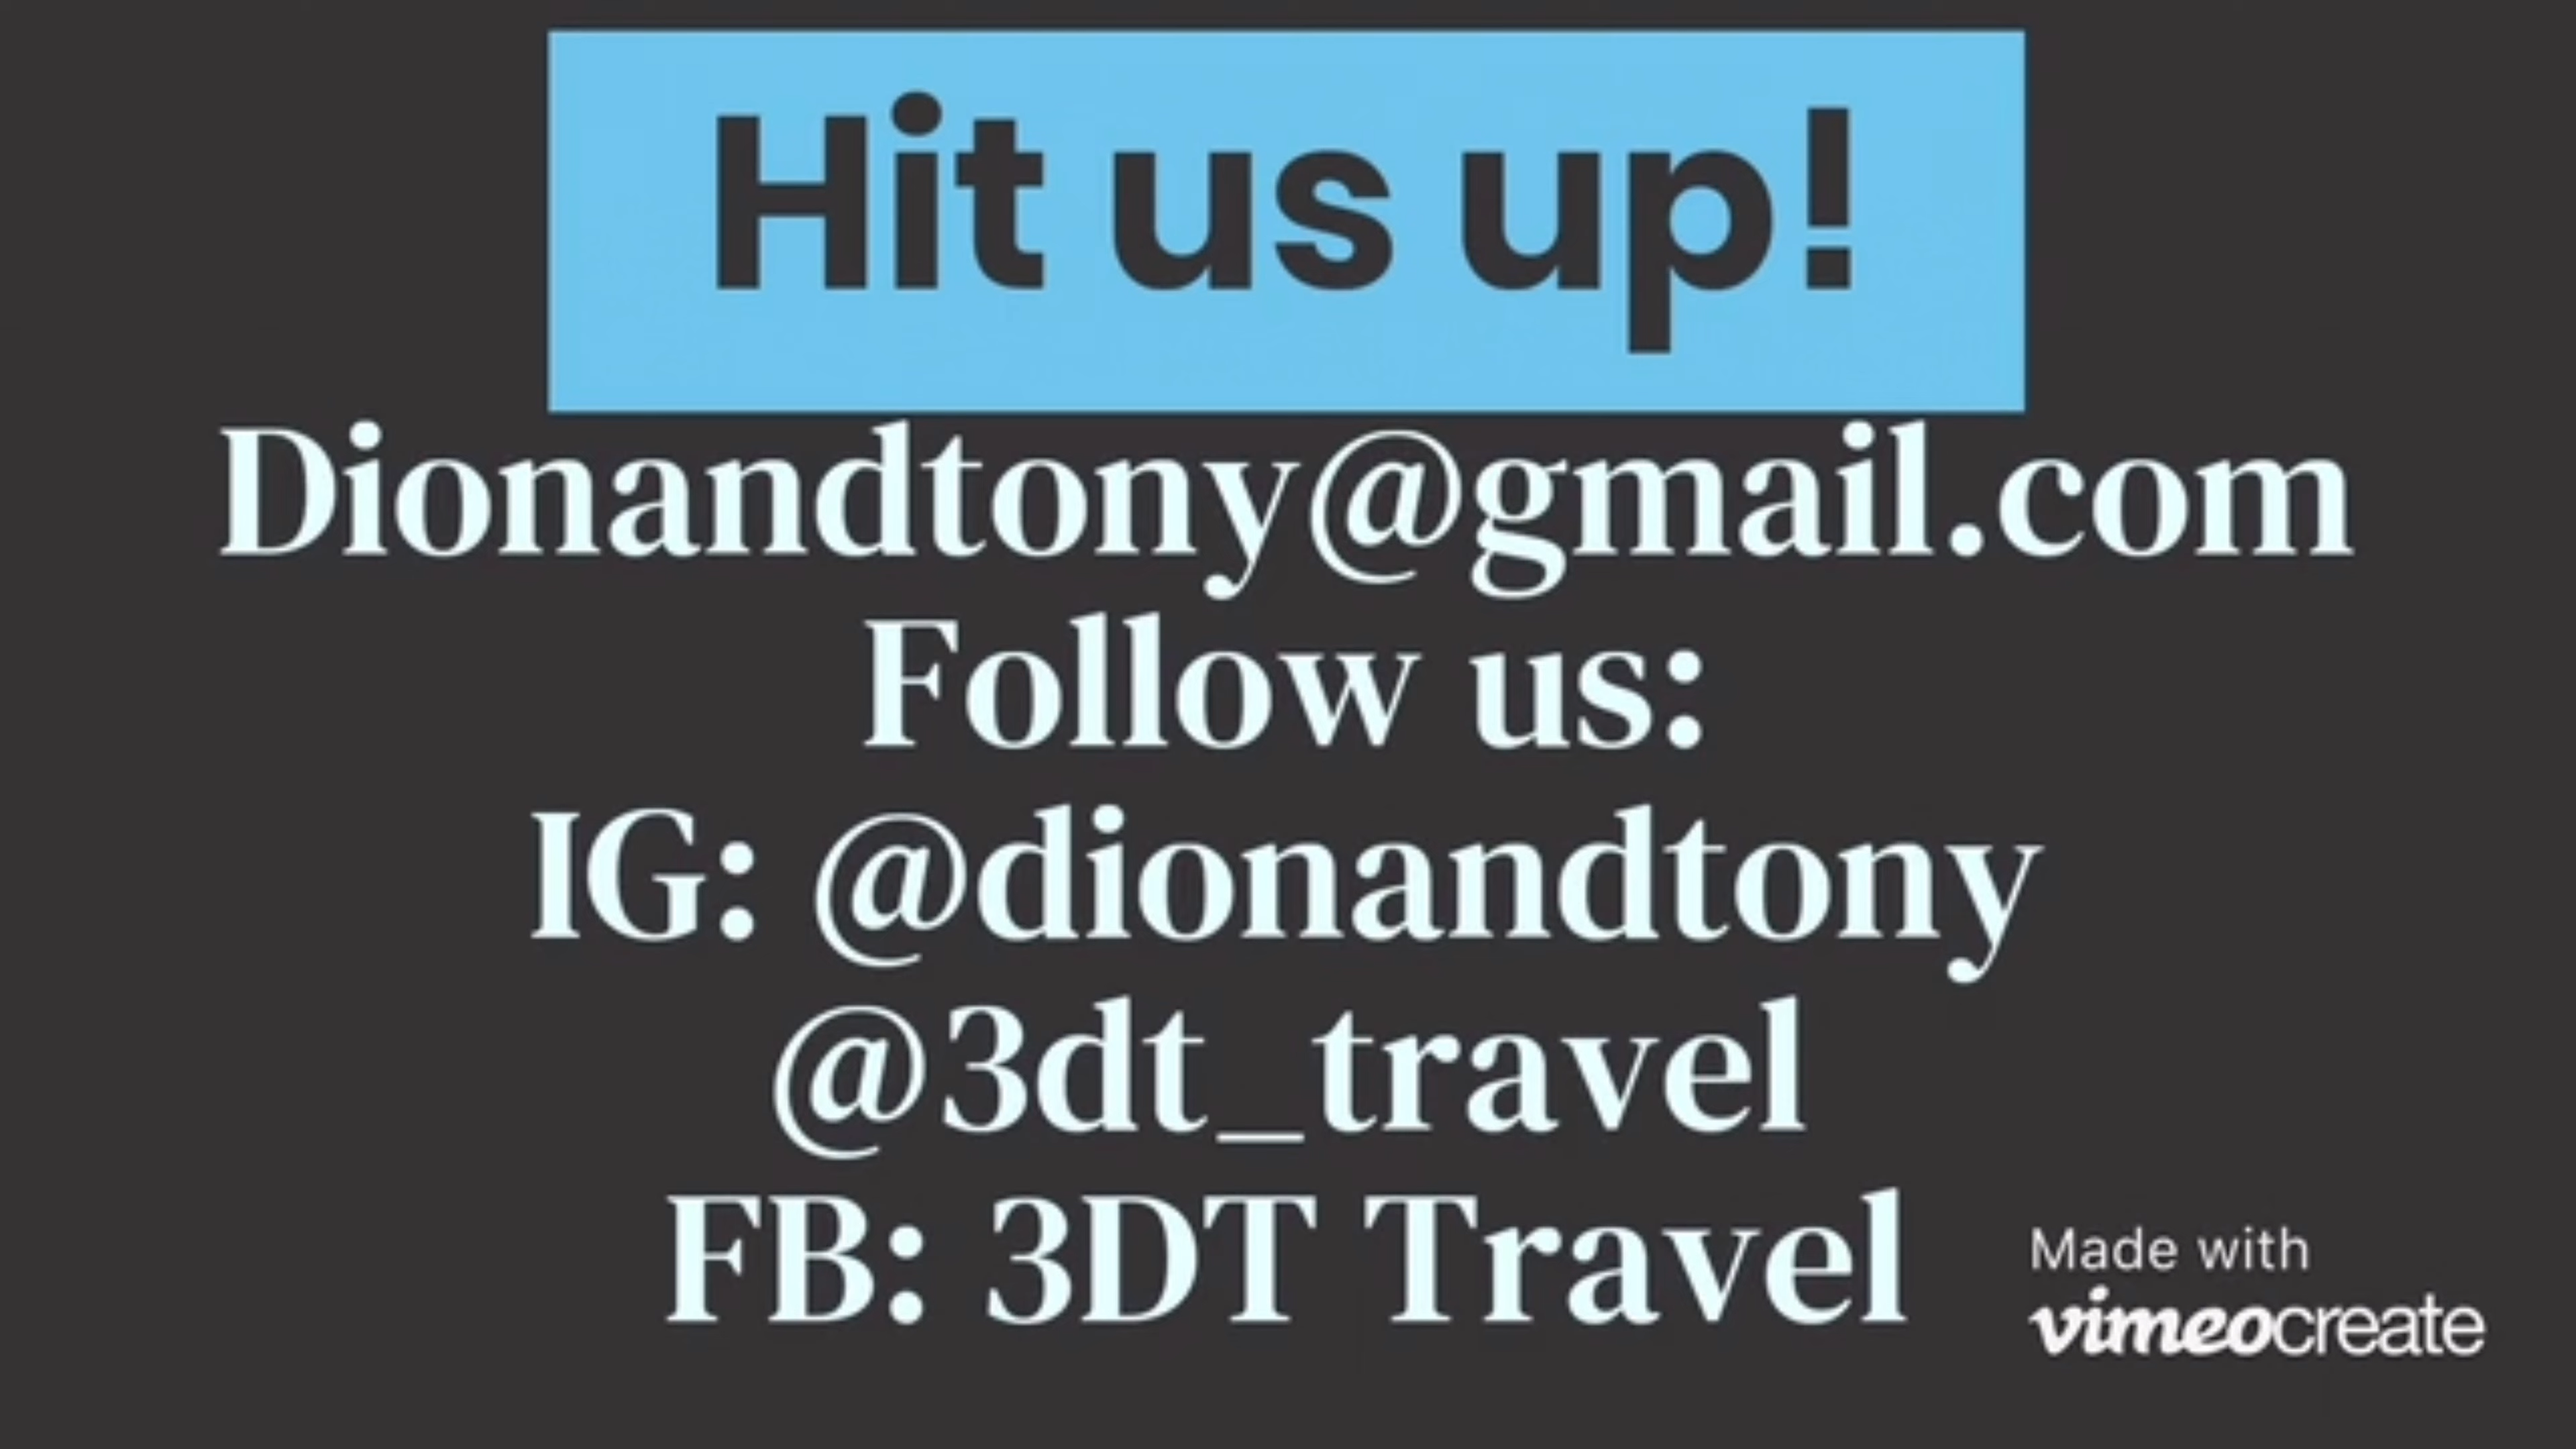 Hit us up!
Dionandtony@gmail.com
Follow us:
IG: @dionandtony
@3dt_travel
FB: 3DT Travel
Made with
vimeocreate